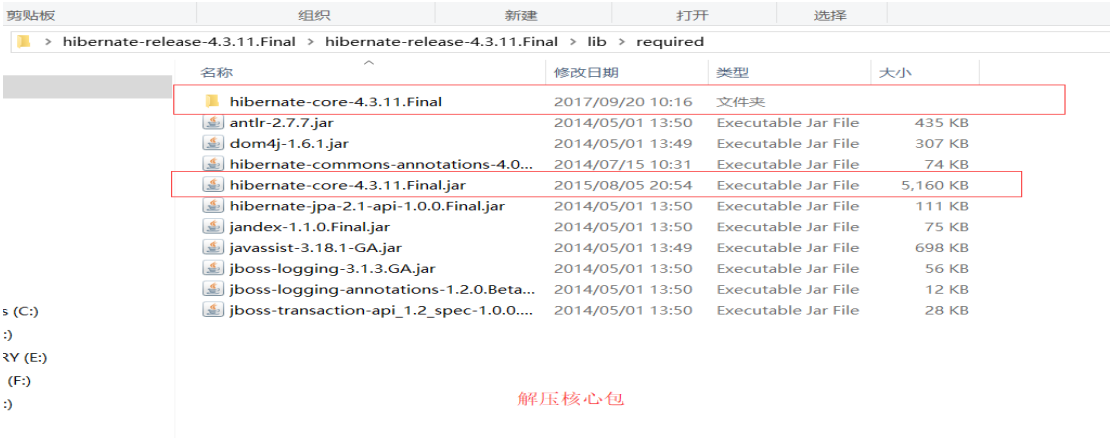 剪贴板 组织 新建 打开 选择
> hibernate-release-4.3.11.Final > hibernate-release-4.3.11.Final > lib > required
名称 修改日期 类型 大小
hibernate-core-4.3.11.Final 2017/09/20 10:16 文件夹
antlr-2.7.7.jar 2014/05/01 13:50 Executable Jar File 435 KB
dom4j-1.6.1.jar 2014/05/01 13:49 Executable Jar File 307 KB
hibernate-commons-annotations-4.0... 2014/07/15 10:31 Executable Jar File 74 KB
hibernate-core-4.3.11.Final.jar 2015/08/05 20:54 Executable Jar File 5,160 KB
hibernate-jpa-2.1-api-1.0.0.Final.jar 2014/05/01 13:50 Executable Jar File 111 KB
jandex-1.1.0.Final.jar 2014/05/01 13:50 Executable Jar File 75 KB
javassist-3.18.1-GA.jar 2014/05/01 13:49 Executable Jar File 698 KB
jboss-logging-3.1.3.GA.jar 2014/05/01 13:50 Executable Jar File 56 KB
jboss-logging-annotations-1.2.0.Beta... 2014/05/01 13:50 Executable Jar File 12 KB
jboss-transaction-api_1.2_spec-1.0.0.... 2014/05/01 13:50 Executable Jar File 28 KB
s (C:)
:)
RY (E:)
(F:)
:)
解压核心包